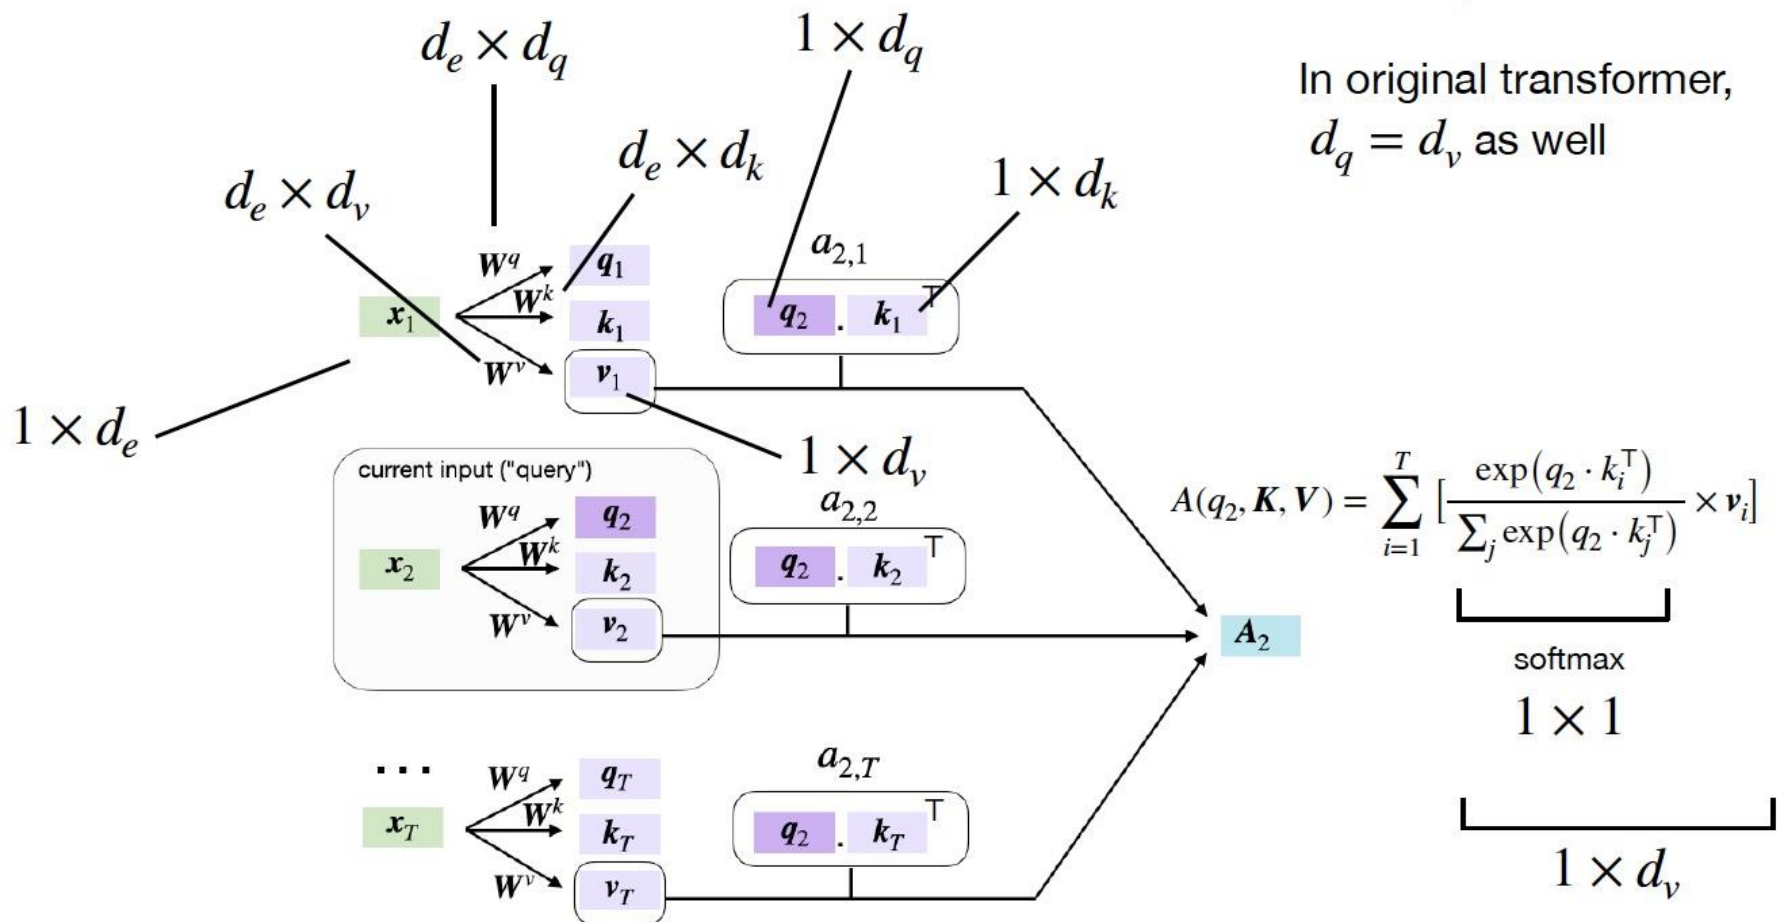 d_e × d_q
1 × d_q
In original transformer,
d_q = d_v as well
d_e × d_k
1 × d_k
d_e × d_v
a_{2,1}
W^q
q_1
x_1
W^k
k_1
q_2 . k_1^⊤
W^v
v_1
1 × d_e
1 × d_v
current input ("query")
a_{2,2}
A(q_2, K, V) = \sum_{i=1}^{T} [\frac{exp(q_2 · k_i^⊤)}{\sum_j exp(q_2 · k_j^⊤)} × v_i]
W^q
q_2
x_2
W^k
k_2
q_2 . k_2^⊤
W^v
v_2
A_2
softmax
1 × 1
...
a_{2,T}
W^q
q_T
x_T
W^k
k_T
q_2 . k_T^⊤
W^v
v_T
1 × d_v